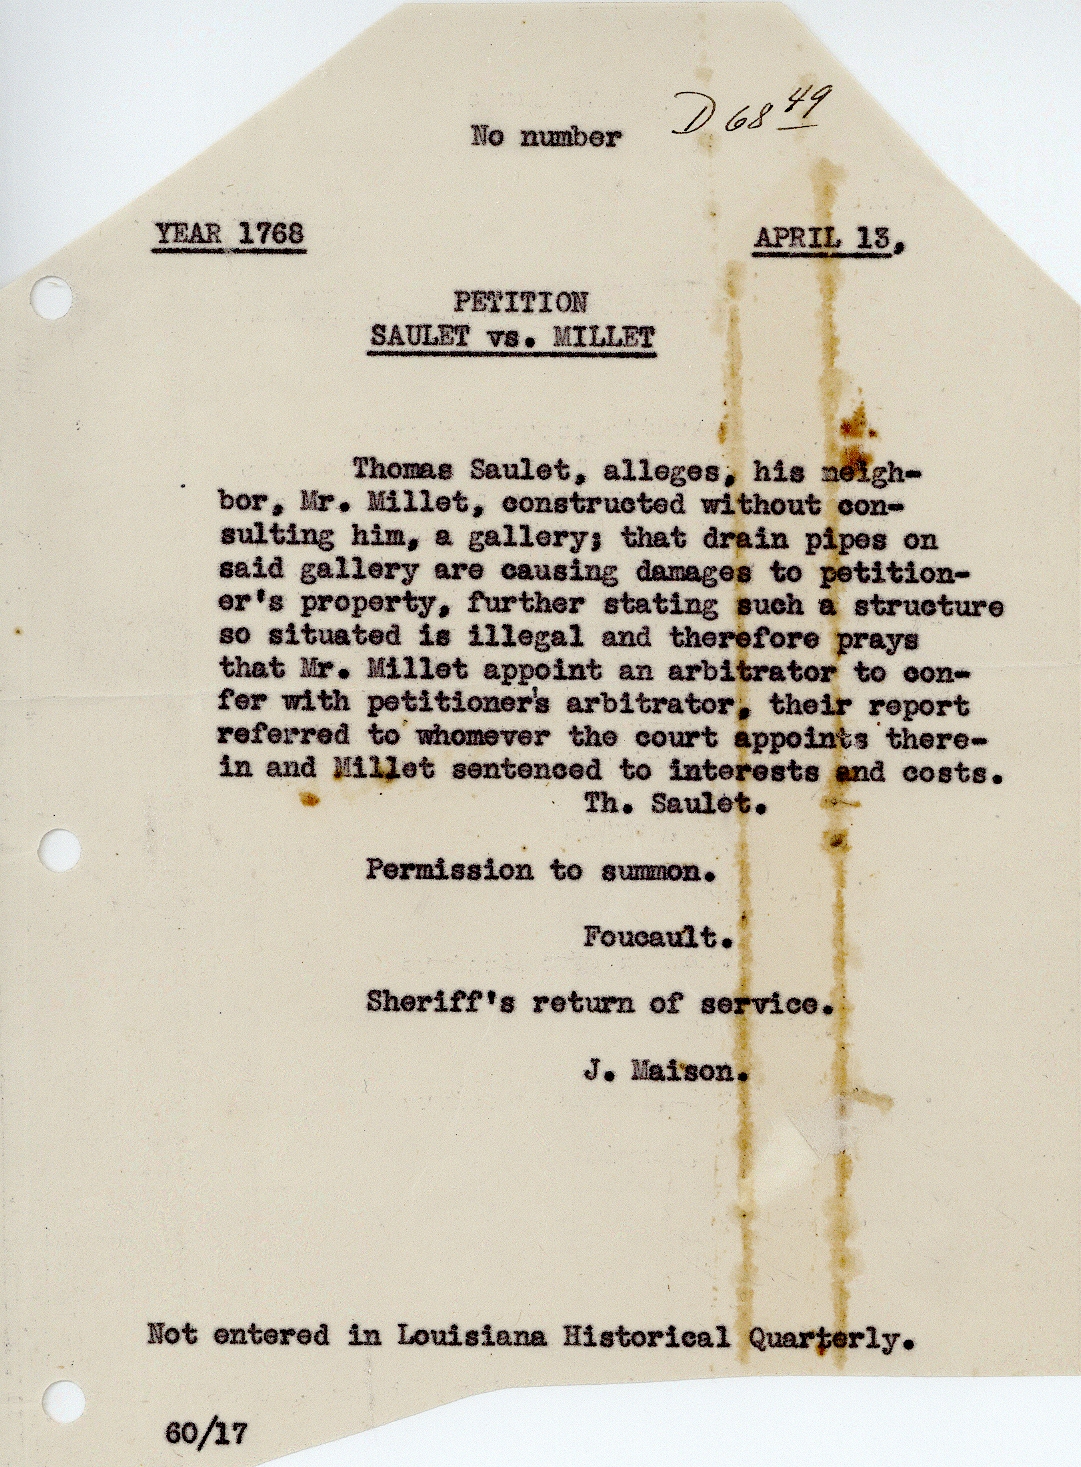 No number
D 68 49
YEAR 1768 APRIL 13,
PETITION
SAULET vs. MILLET
Thomas Saulet, alleges, his neigh-
bor, Mr. Millet, constructed without con-
sulting him, a gallery; that drain pipes on
said gallery are causing damages to petition-
er's property, further stating such a structure
so situated is illegal and therefore prays
that Mr. Millet appoint an arbitrator to con-
fer with petitioner's arbitrator, their report
referred to whomever the court appoints there-
in and Millet sentenced to interests and costs.
Th. Saulet.
Permission to summon.
Foucault.
Sheriff's return of service.
J. Maison.
Not entered in Louisiana Historical Quarterly.
60/17